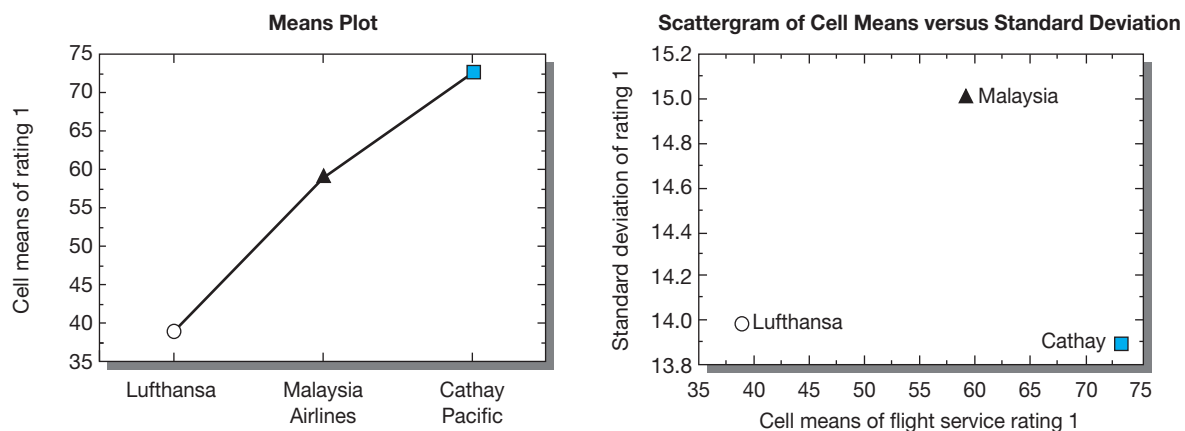 Means Plot
Cell means of rating 1
75
70
65
60
55
50
45
40
35
Lufthansa
Malaysia
Airlines
Cathay
Pacific
Scattergram of Cell Means versus Standard Deviation
Standard deviation of rating 1
15.2
15.0
14.8
14.6
14.4
14.2
14.0
13.8
Malaysia
Lufthansa
Cathay
35 40 45 50 55 60 65 70 75
Cell means of flight service rating 1